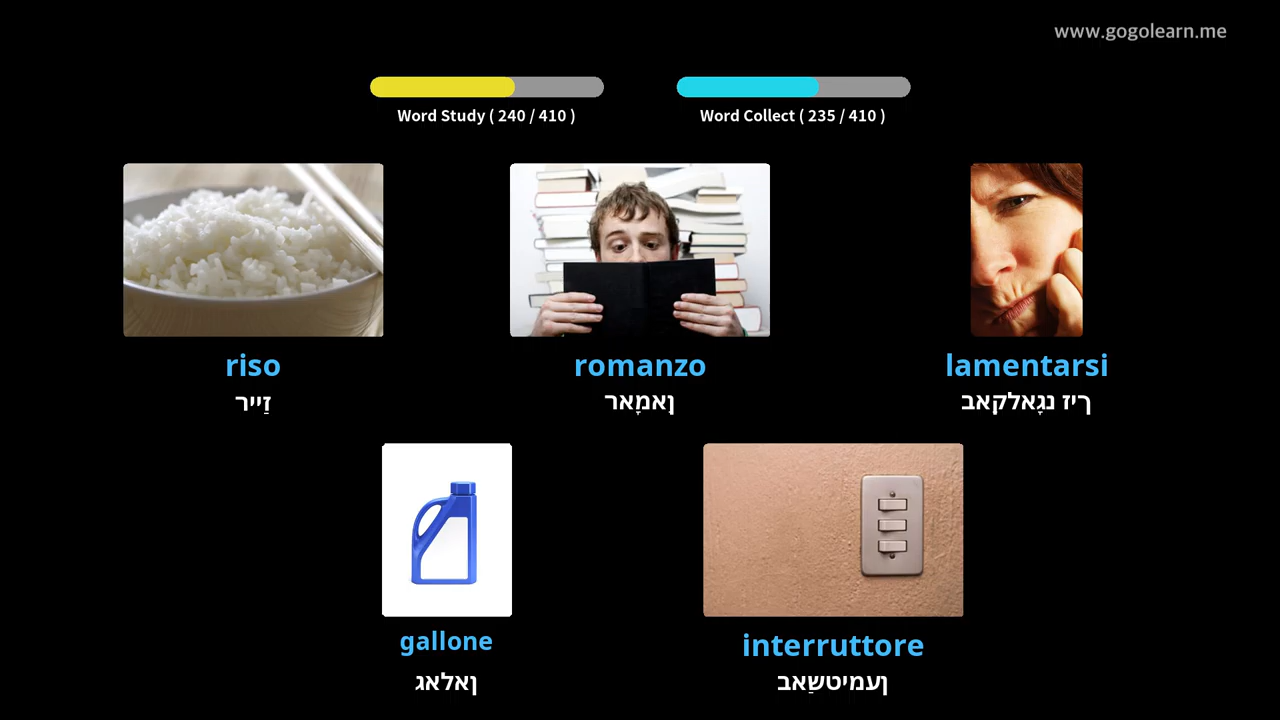 www.gogolearn.me
Word Study ( 240 / 410 )
Word Collect ( 235 / 410 )
riso
זַייר
romanzo
ןאמָאר
lamentarsi
ךיז נגָאלקאב
gallone
ןאלאג
interruttore
ןעמיטשַאב